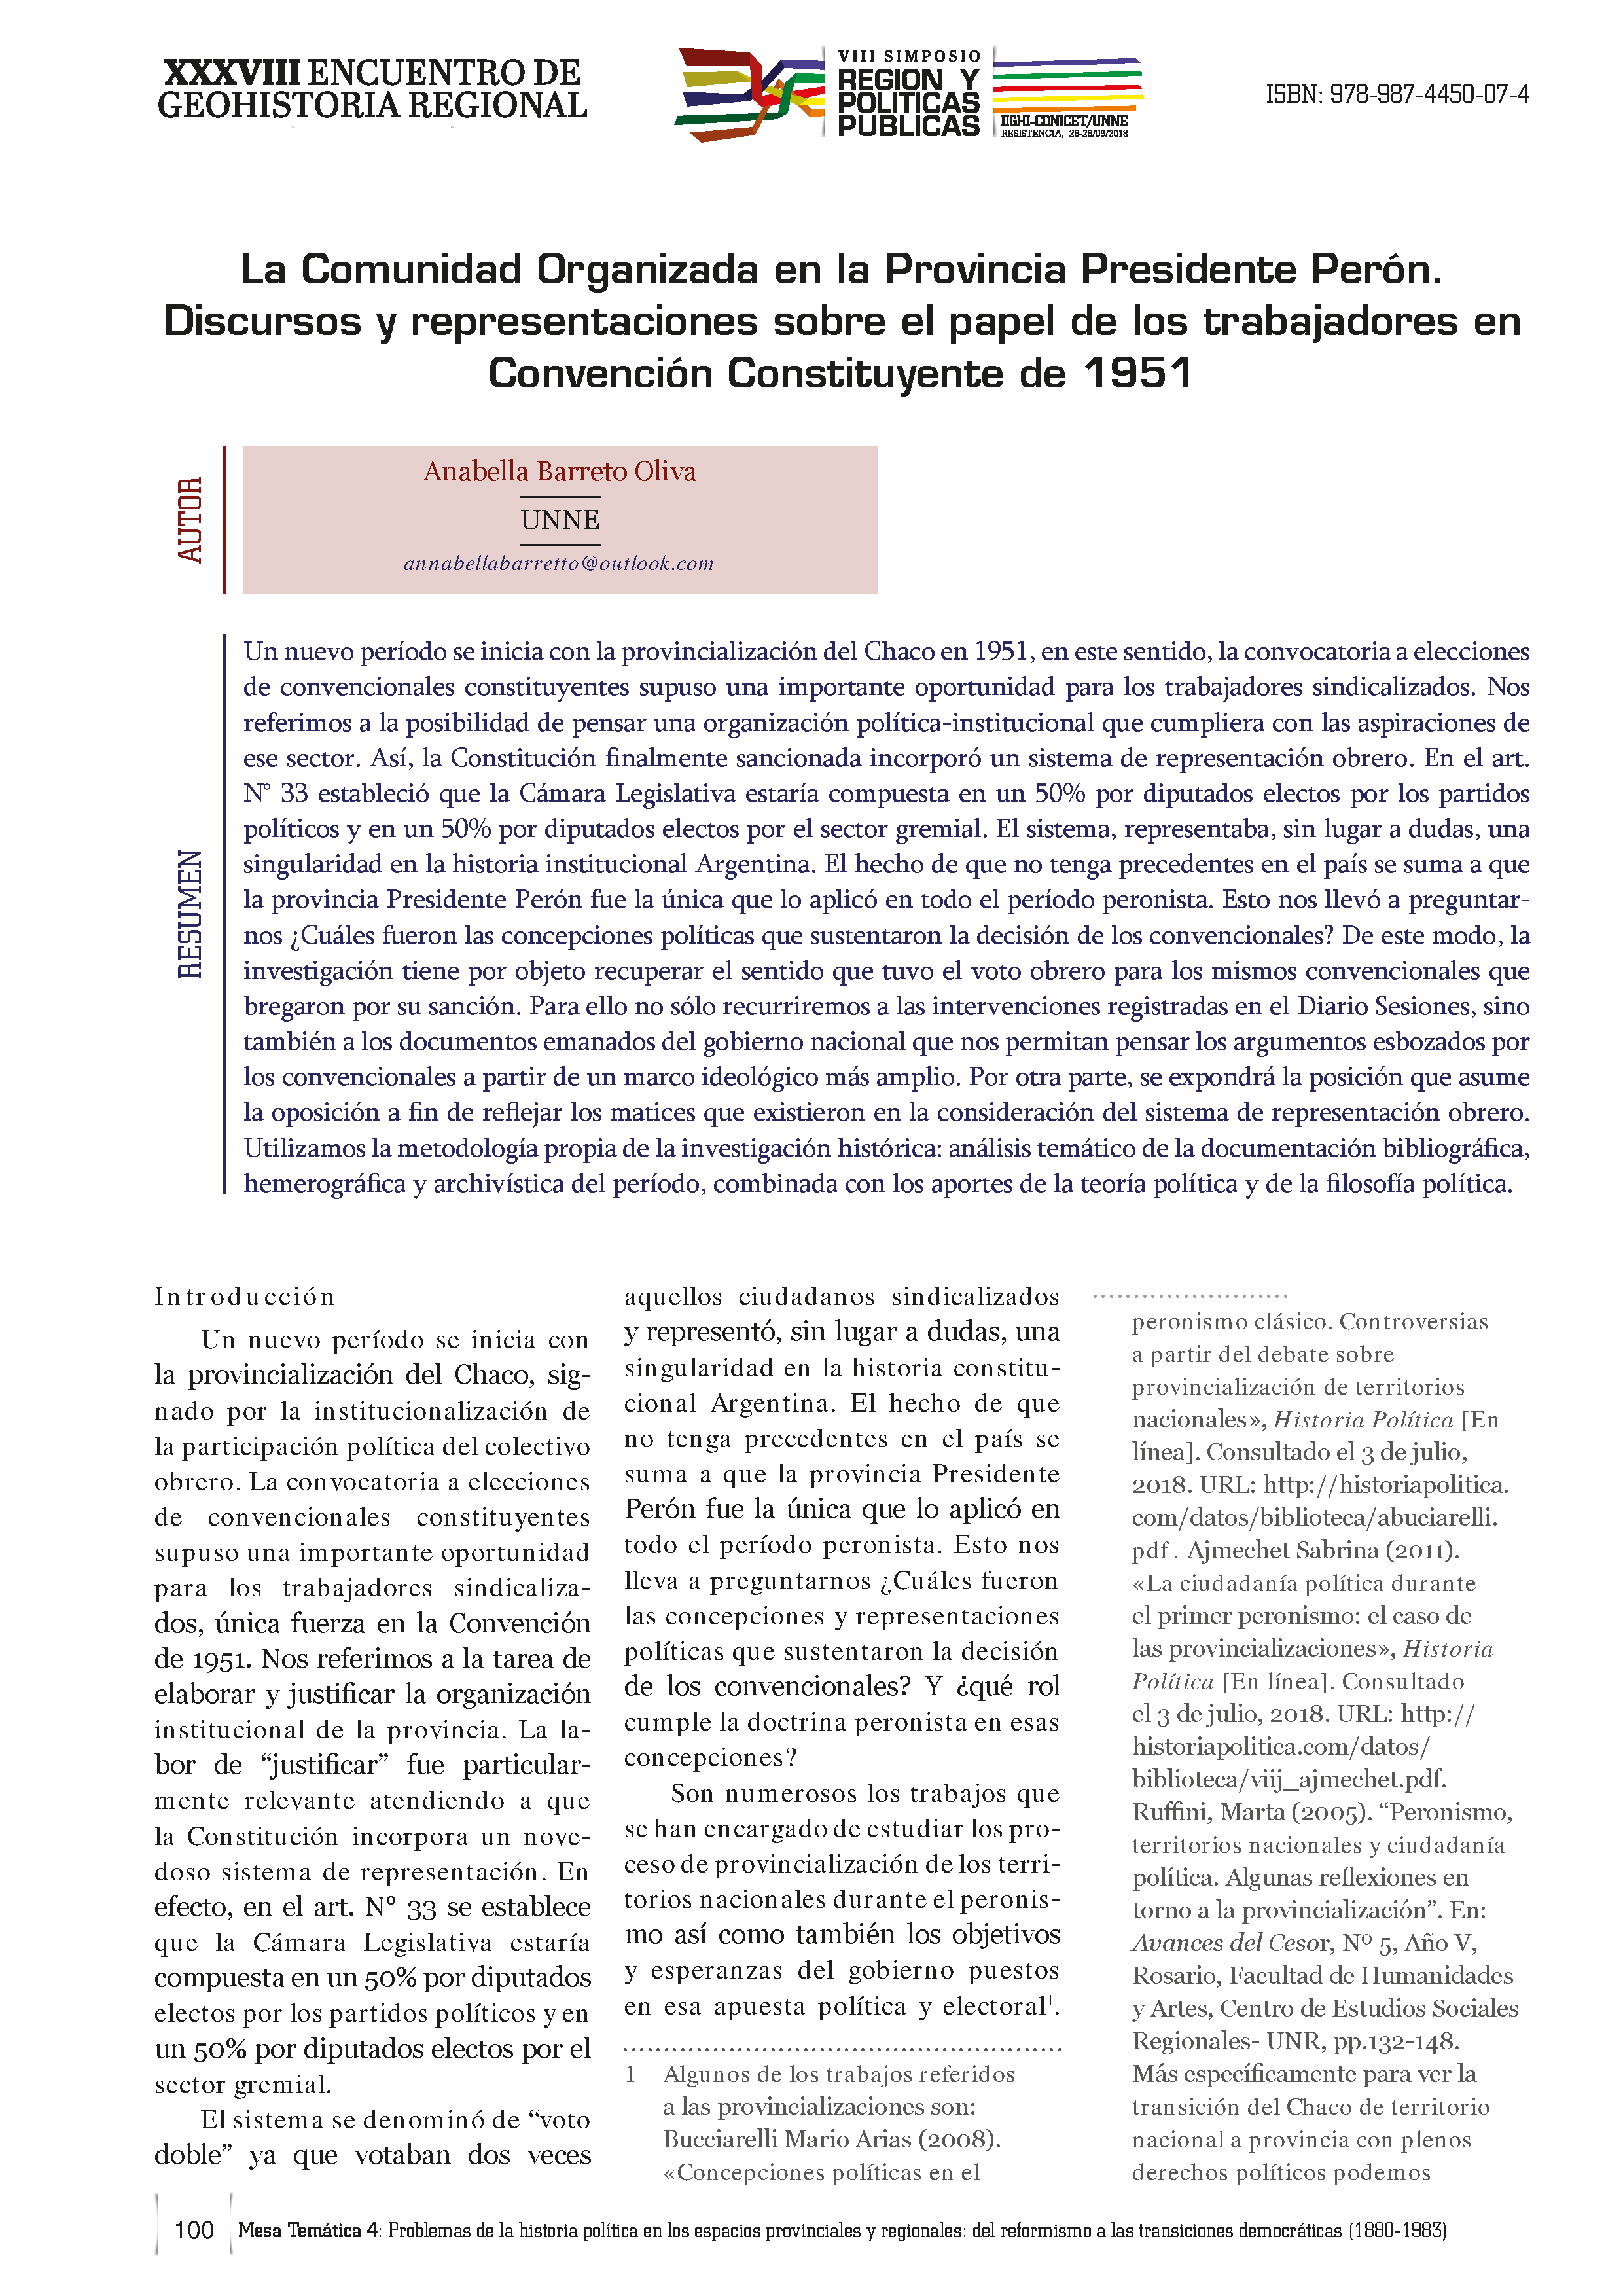 XXXVIII ENCUENTRO DE
GEOHISTORIA REGIONAL
VIII SIMPOSIO
REGION Y
POLITICAS
PUBLICAS
IIGHI-CONICET/UNNE
RESISTENCIA, 26-28/09/2018
ISBN: 978-987-4450-07-4
La Comunidad Organizada en la Provincia Presidente Perón.
Discursos y representaciones sobre el papel de los trabajadores en
Convención Constituyente de 1951
AUTOR
Anabella Barreto Oliva
UNNE
annabellabarretto@outlook.com
RESUMEN
Un nuevo período se inicia con la provincialización del Chaco en 1951, en este sentido, la convocatoria a elecciones
de convencionales constituyentes supuso una importante oportunidad para los trabajadores sindicalizados. Nos
referimos a la posibilidad de pensar una organización política-institucional que cumpliera con las aspiraciones de
ese sector. Así, la Constitución finalmente sancionada incorporó un sistema de representación obrero. En el art.
N° 33 estableció que la Cámara Legislativa estaría compuesta en un 50% por diputados electos por los partidos
políticos y en un 50% por diputados electos por el sector gremial. El sistema, representaba, sin lugar a dudas, una
singularidad en la historia institucional Argentina. El hecho de que no tenga precedentes en el país se suma a que
la provincia Presidente Perón fue la única que lo aplicó en todo el período peronista. Esto nos llevó a preguntar-
nos ¿Cuáles fueron las concepciones políticas que sustentaron la decisión de los convencionales? De este modo, la
investigación tiene por objeto recuperar el sentido que tuvo el voto obrero para los mismos convencionales que
bregaron por su sanción. Para ello no sólo recurriremos a las intervenciones registradas en el Diario Sesiones, sino
también a los documentos emanados del gobierno nacional que nos permitan pensar los argumentos esbozados por
los convencionales a partir de un marco ideológico más amplio. Por otra parte, se expondrá la posición que asume
la oposición a fin de reflejar los matices que existieron en la consideración del sistema de representación obrero.
Utilizamos la metodología propia de la investigación histórica: análisis temático de la documentación bibliográfica,
hemerográfica y archivística del período, combinada con los aportes de la teoría política y de la filosofía política.
Introducción
Un nuevo período se inicia con
la provincialización del Chaco, sig-
nado por la institucionalización de
la participación política del colectivo
obrero. La convocatoria a elecciones
de convencionales constituyentes
supuso una importante oportunidad
para los trabajadores sindicaliza-
dos, única fuerza en la Convención
de 1951. Nos referimos a la tarea de
elaborar y justificar la organización
institucional de la provincia. La la-
bor de “justificar” fue particular-
mente relevante atendiendo a que
la Constitución incorpora un nove-
doso sistema de representación. En
efecto, en el art. N° 33 se establece
que la Cámara Legislativa estaría
compuesta en un 50% por diputados
electos por los partidos políticos y en
un 50% por diputados electos por el
sector gremial.
El sistema se denominó de “voto
doble” ya que votaban dos veces
aquellos ciudadanos sindicalizados
y representó, sin lugar a dudas, una
singularidad en la historia constitu-
cional Argentina. El hecho de que
no tenga precedentes en el país se
suma a que la provincia Presidente
Perón fue la única que lo aplicó en
todo el período peronista. Esto nos
lleva a preguntarnos ¿Cuáles fueron
las concepciones y representaciones
políticas que sustentaron la decisión
de los convencionales? Y ¿qué rol
cumple la doctrina peronista en esas
concepciones?
Son numerosos los trabajos que
se han encargado de estudiar los pro-
ceso de provincialización de los terri-
torios nacionales durante el peronis-
mo así como también los objetivos
y esperanzas del gobierno puestos
en esa apuesta política y electoral1.
1 Algunos de los trabajos referidos
a las provincializaciones son:
Bucciarelli Mario Arias (2008).
«Concepciones políticas en el
peronismo clásico. Controversias
a partir del debate sobre
provincialización de territorios
nacionales», Historia Política [En
línea]. Consultado el 3 de julio,
2018. URL: http://historiapolitica.
com/datos/biblioteca/abuciarelli.
pdf . Ajmechet Sabrina (2011).
«La ciudadanía política durante
el primer peronismo: el caso de
las provincializaciones», Historia
Política [En línea]. Consultado
el 3 de julio, 2018. URL: http://
historiapolitica.com/datos/
biblioteca/viij_ajmechet.pdf.
Ruffini, Marta (2005). “Peronismo,
territorios nacionales y ciudadanía
política. Algunas reflexiones en
torno a la provincialización”. En:
Avances del Cesor, Nº 5, Año V,
Rosario, Facultad de Humanidades
y Artes, Centro de Estudios Sociales
Regionales- UNR, pp.132-148.
Más específicamente para ver la
transición del Chaco de territorio
nacional a provincia con plenos
derechos políticos podemos
100 Mesa Temática 4: Problemas de la historia política en los espacios provinciales y regionales: del reformismo a las transiciones democráticas (1880-1983)